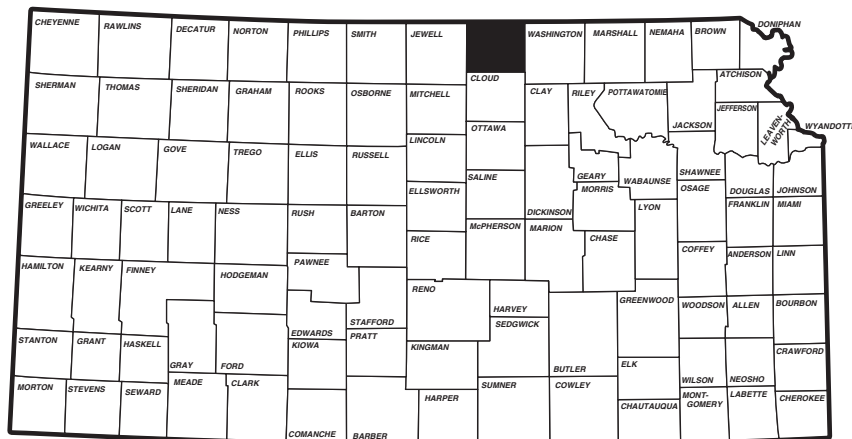 CHEYENNE
RAWLINS
DECATUR
NORTON
PHILLIPS
SMITH
JEWELL
WASHINGTON
MARSHALL
NEMAHA
BROWN
DONIPHAN
SHERMAN
THOMAS
SHERIDAN
GRAHAM
ROOKS
OSBORNE
MITCHELL
CLOUD
CLAY
RILEY
POTTAWATOMIE
JACKSON
ATCHISON
JEFFERSON
LEAVEN-
WORTH
WYANDOTT
WALLACE
LOGAN
GOVE
TREGO
ELLIS
RUSSELL
LINCOLN
OTTAWA
SALINE
ELLSWORTH
DICKINSON
GEARY
MORRIS
WABAUNSE
SHAWNEE
OSAGE
DOUGLAS
JOHNSON
GREELEY
WICHITA
SCOTT
LANE
NESS
RUSH
BARTON
RICE
McPHERSON
MARION
CHASE
LYON
FRANKLIN
MIAMI
HAMILTON
KEARNY
FINNEY
HODGEMAN
PAWNEE
STAFFORD
RENO
HARVEY
SEDGWICK
GREENWOOD
COFFEY
ANDERSON
LINN
STANTON
GRANT
HASKELL
GRAY
FORD
EDWARDS
KIOWA
PRATT
KINGMAN
BUTLER
WOODSON
ALLEN
BOURBON
ELK
WILSON
NEOSHO
CRAWFORD
MORTON
STEVENS
SEWARD
MEADE
CLARK
COMANCHE
BARBER
HARPER
SUMNER
COWLEY
CHAUTAUQUA
MONT-
GOMERY
LABETTE
CHEROKEE